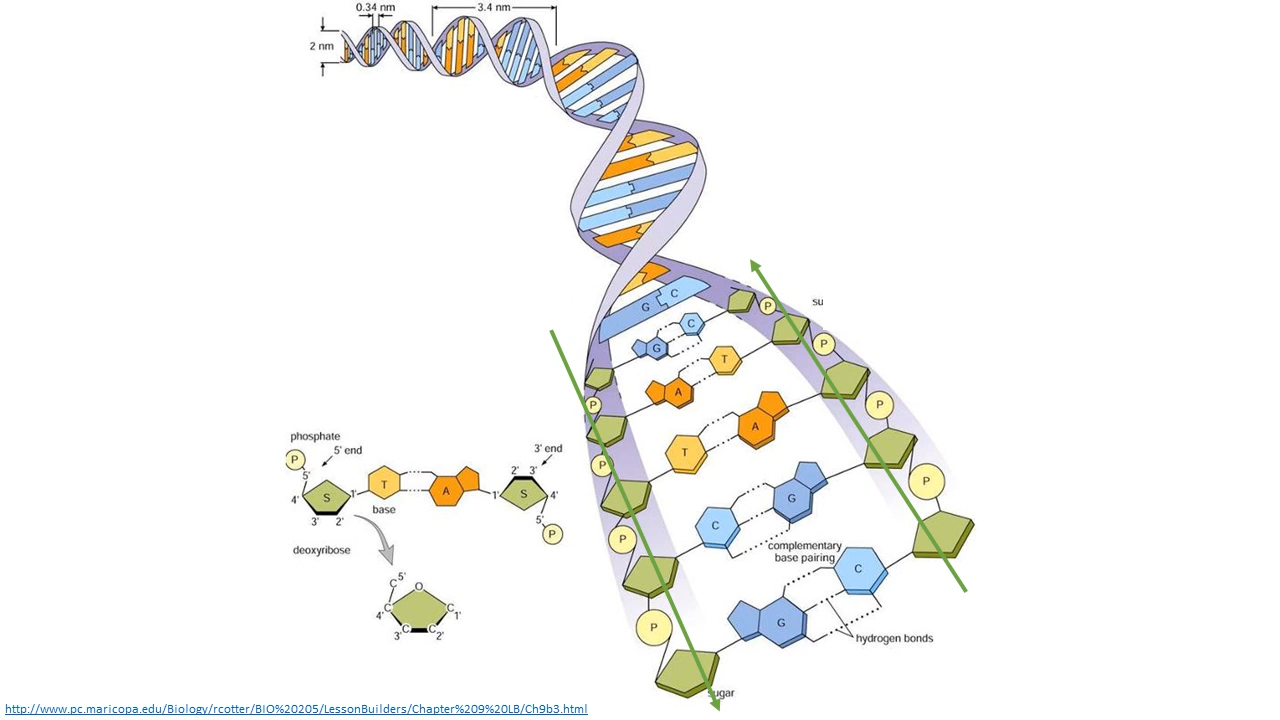 0.34 nm
3.4 nm
2 nm
G C
su
P
G C
P
A T
P
P
T A
P
P
C G
P
P
complementary
base pairing
G C
P
hydrogen bonds
sugar
phosphate
P
5' end
3' end
5'
4' S 1'
3' 2'
T A
base
2' 3'
1' S 4'
5'
P
deoxyribose
5'
C
O
4' C C 1'
3' C C 2'
http://www.pc.maricopa.edu/Biology/rcotter/BIO%20205/LessonBuilders/Chapter%209%20LB/Ch9b3.html